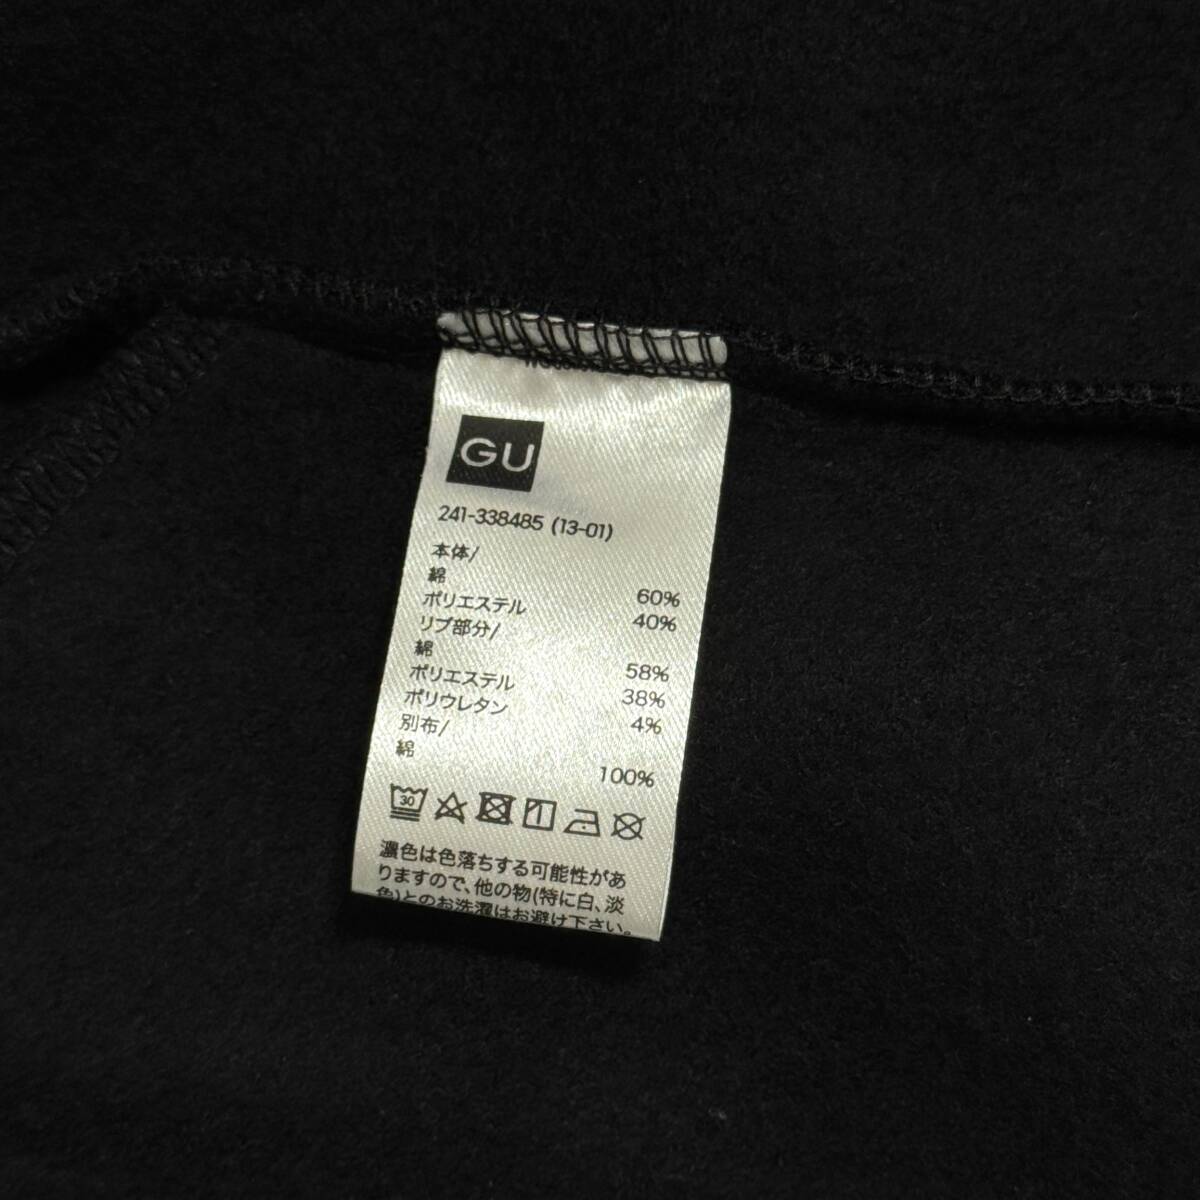 GU
241-338485 (13-01)
本体/
綿 60%
ポリエステル 40%
リブ部分/
綿 58%
ポリエステル 38%
ポリウレタン 4%
別布/
綿 100%
30
濃色は色落ちする可能性があ
りますので、他の物(特に白、淡
色)とのお洗濯はお避け下さい。